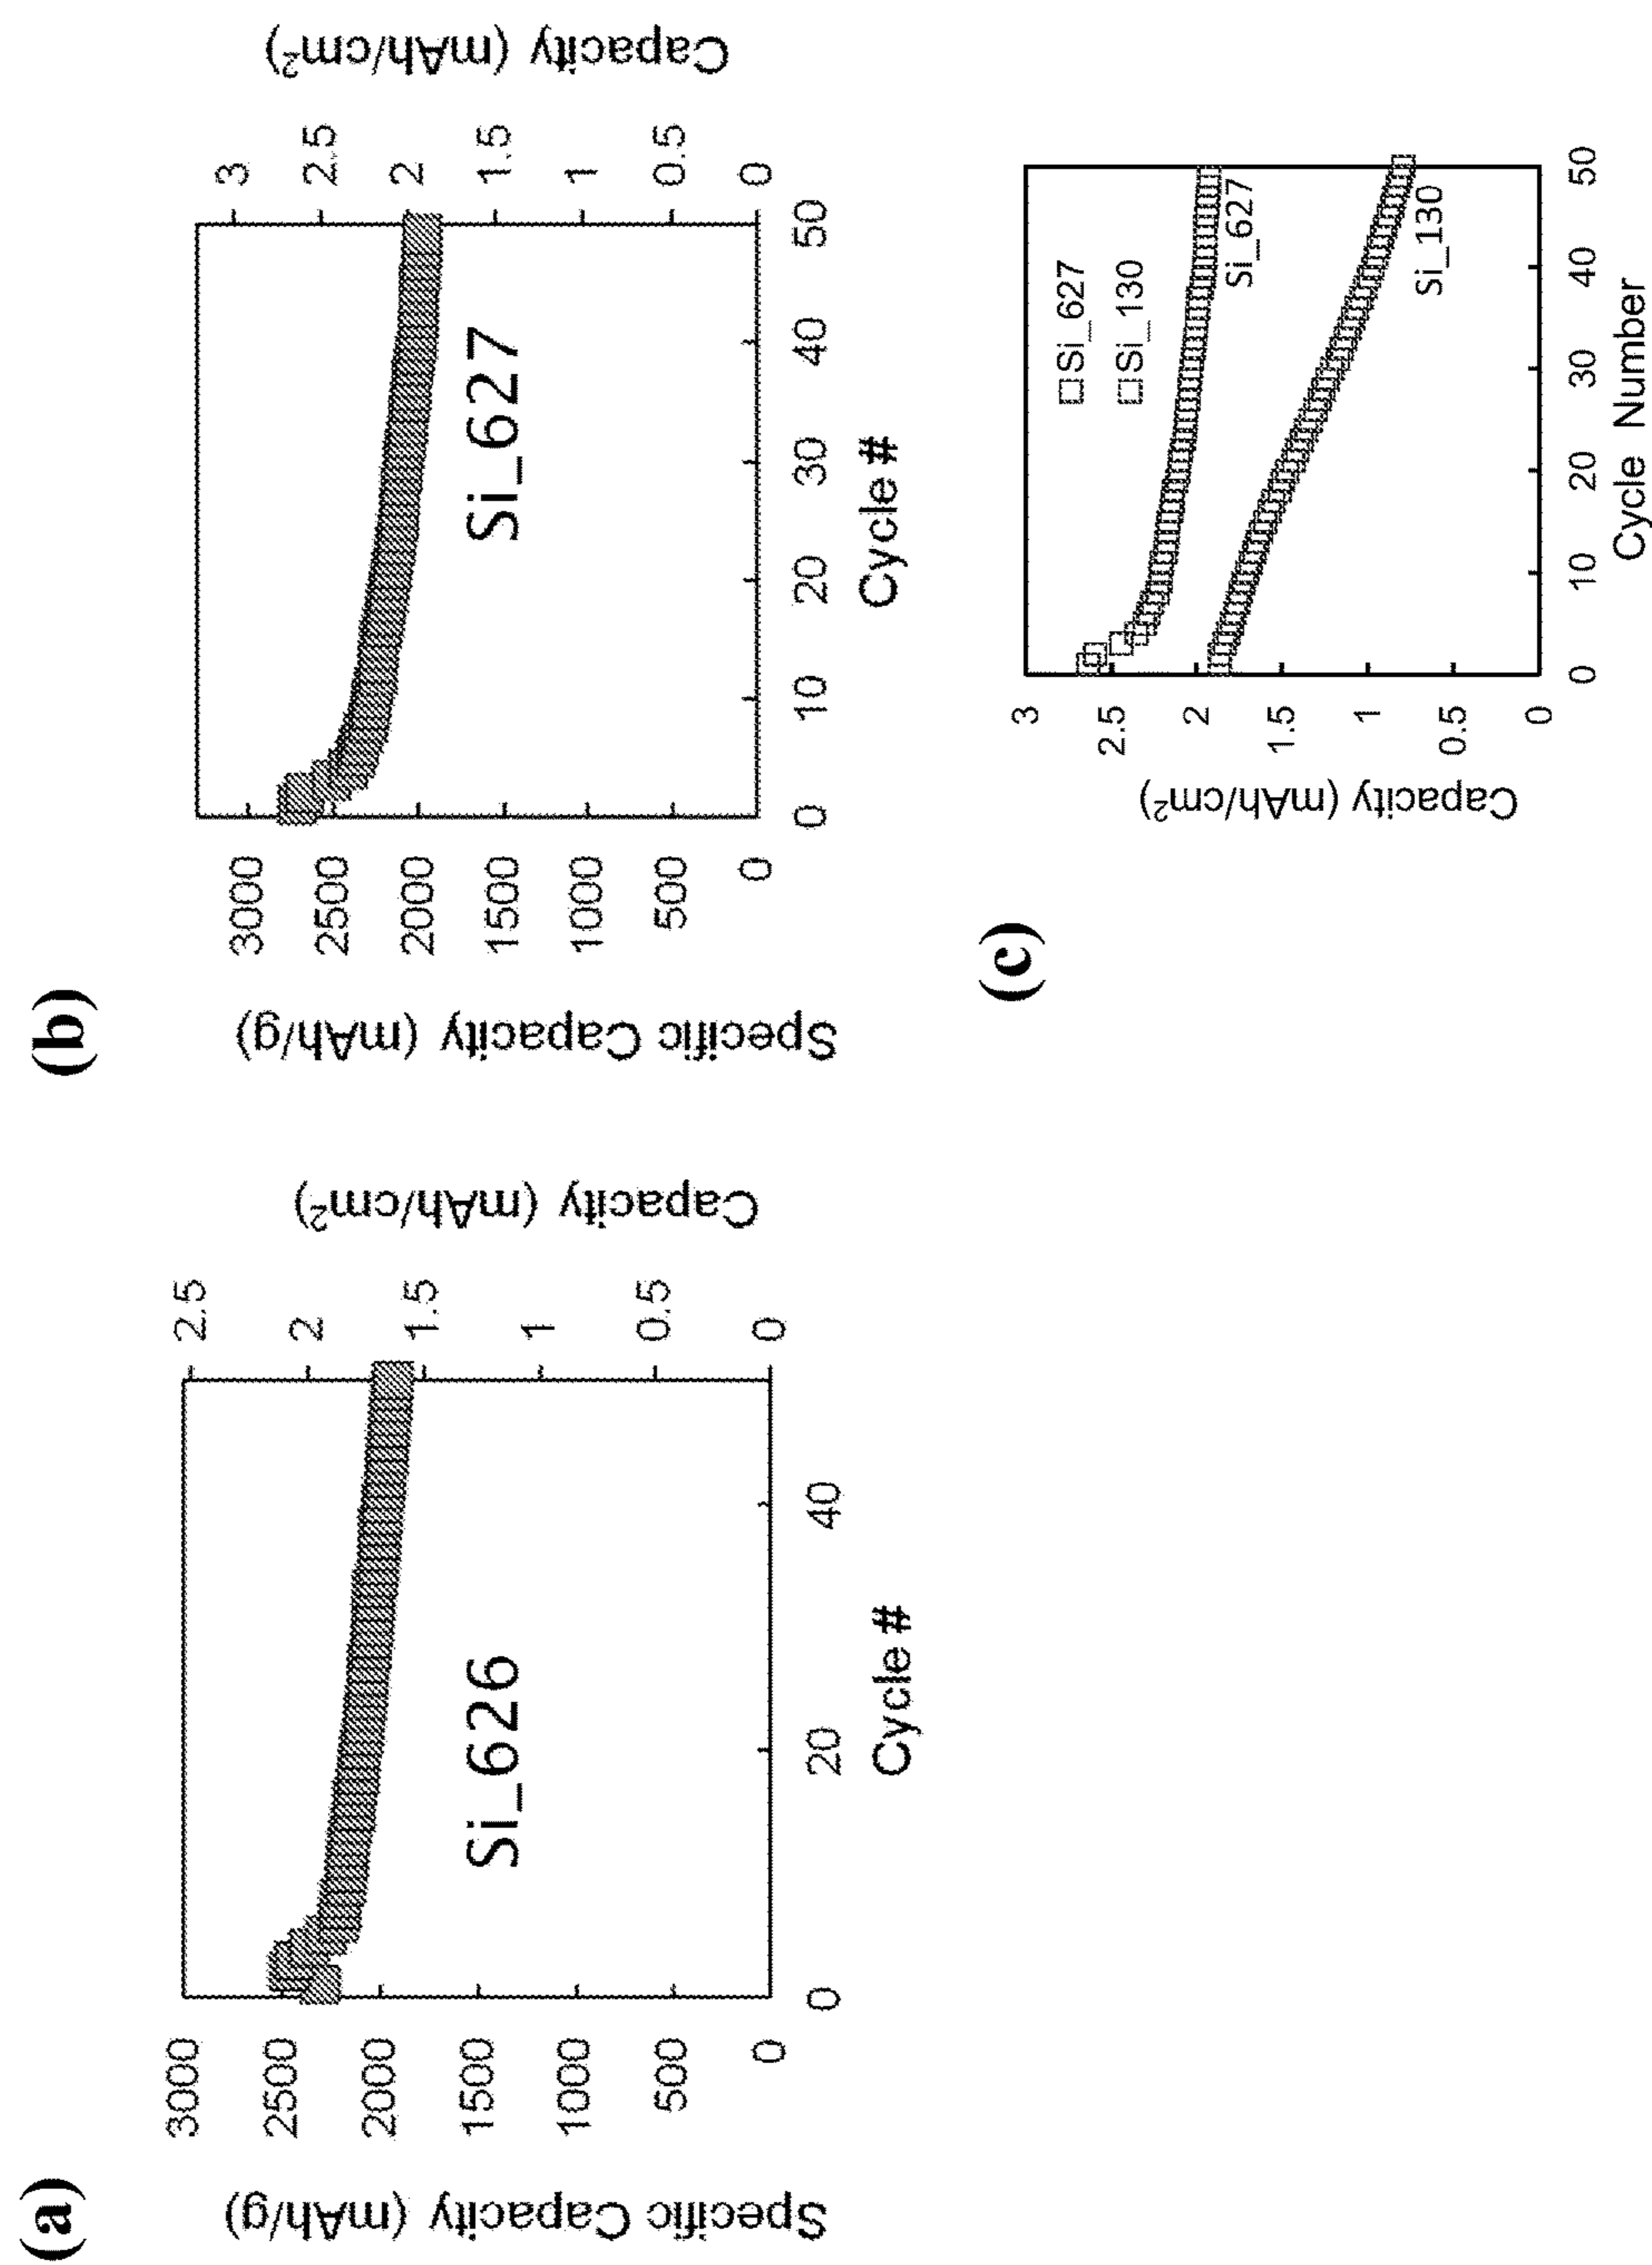 (a)
Specific Capacity (mAh/g)
3000
2500
2000
1500
1000
500
0
Si_626
0
20
40
Cycle #
2.5
2
1.5
1
0.5
0
Capacity (mAh/cm²)
(b)
Specific Capacity (mAh/g)
3000
2500
2000
1500
1000
500
0
Si_627
0
10
20
30
40
50
Cycle #
3
2.5
2
1.5
1
0.5
0
Capacity (mAh/cm²)
(c)
Capacity (mAh/cm²)
3
2.5
2
1.5
1
0.5
0
Si_627
Si_130
Si_627
Si_130
0
10
20
30
40
50
Cycle Number